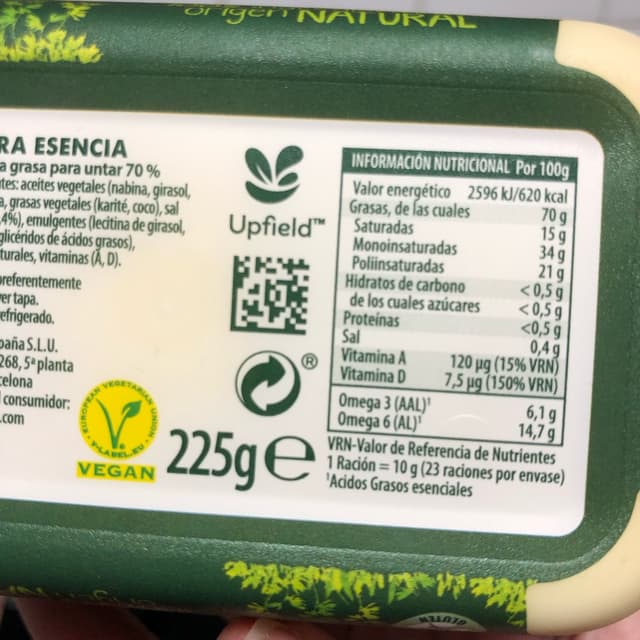 origen NATURAL
RA ESENCIA
a grasa para untar 70 %
tes: aceites vegetales (nabina, girasol,
a, grasas vegetales (karité, coco), sal
,4%), emulgentes (lecitina de girasol,
glicéridos de ácidos grasos),
turales, vitaminas (A, D).
referentemente
er tapa.
efrigerado.
paña S.L.U.
268, 5ª planta
celona
l consumidor:
.com
EUROPEAN VEGETARIAN UNION
V-LABEL.EU
VEGAN
Upfield™
®
225g e
INFORMACIÓN NUTRICIONAL Por 100g
Valor energético 2596 kJ/620 kcal
Grasas, de las cuales 70 g
Saturadas 15 g
Monoinsaturadas 34 g
Poliinsaturadas 21 g
Hidratos de carbono <0,5 g
de los cuales azúcares <0,5 g
Proteínas <0,5 g
Sal 0,4 g
Vitamina A 120 µg (15% VRN)
Vitamina D 7,5 µg (150% VRN)
Omega 3 (AAL)¹ 6,1 g
Omega 6 (AL)¹ 14,7 g
VRN-Valor de Referencia de Nutrientes
1 Ración = 10 g (23 raciones por envase)
¹Acidos Grasos esenciales
GLUTEN